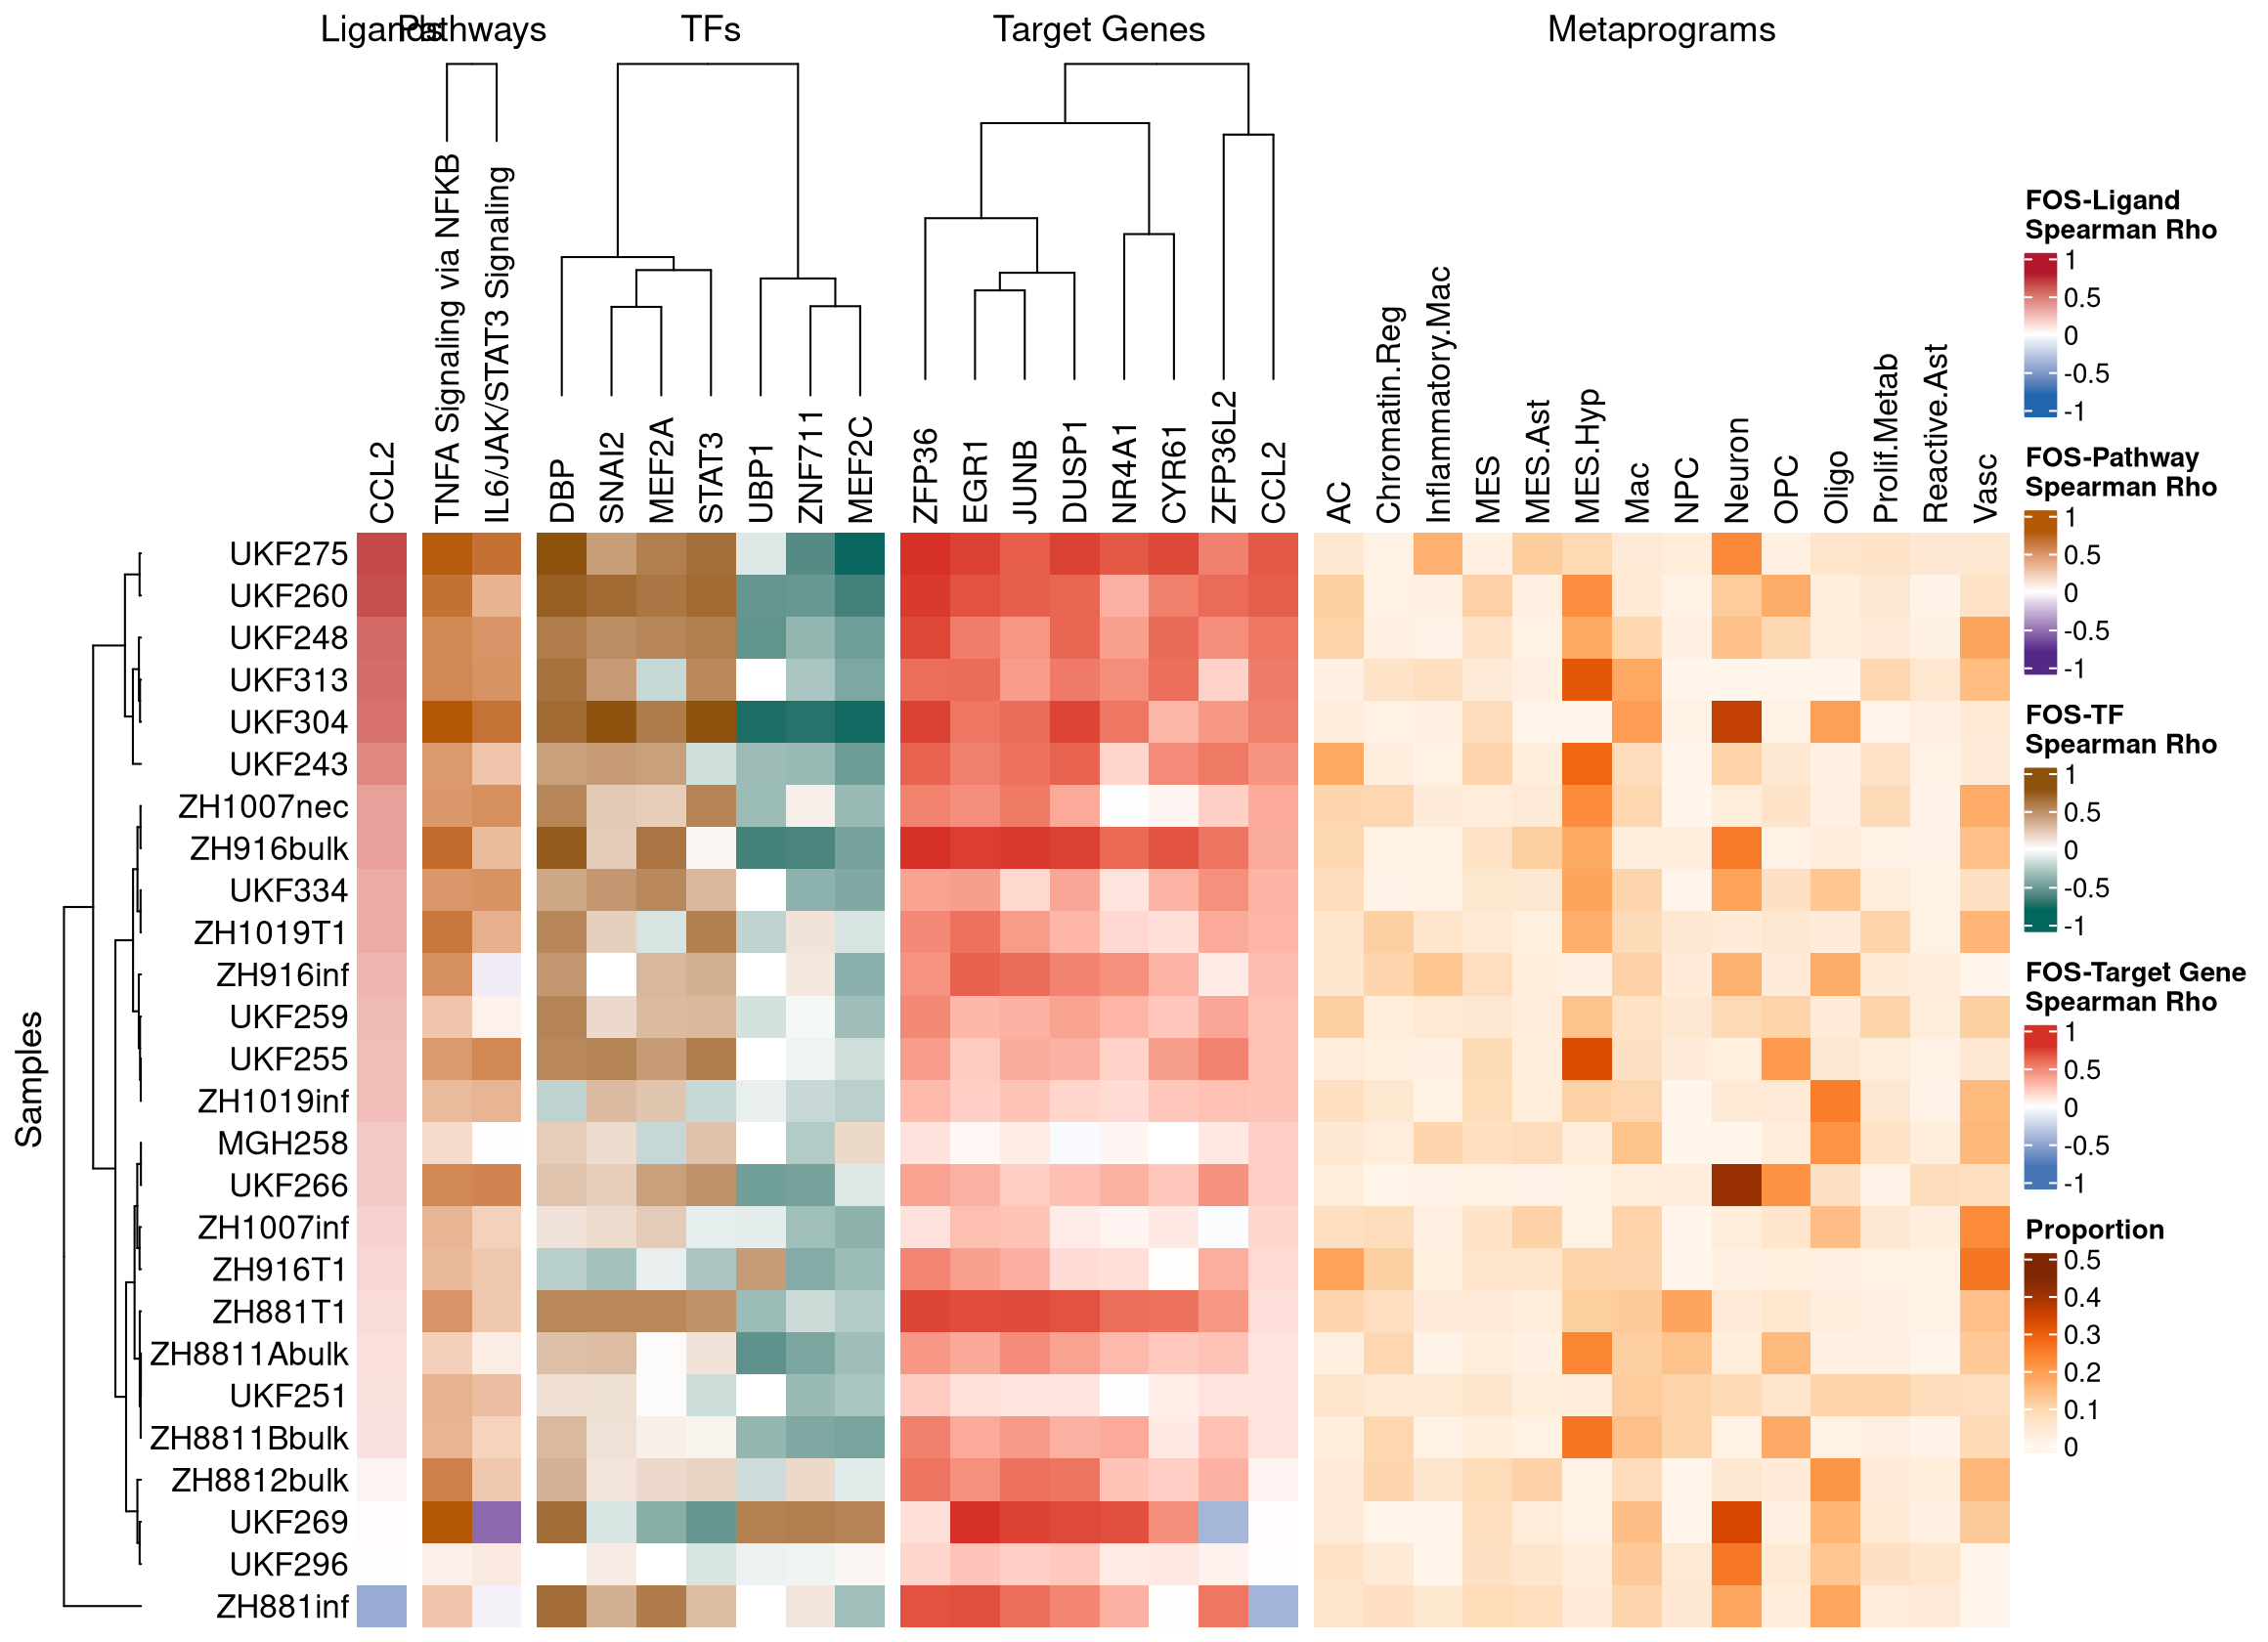 Ligands
Pathways
TFs
Target Genes
Metaprograms
CCL2
TNFA Signaling via NFKB
IL6/JAK/STAT3 Signaling
DBP
SNAI2
MEF2A
STAT3
UBP1
ZNF711
MEF2C
ZFP36
EGR1
JUNB
DUSP1
NR4A1
CYR61
ZFP36L2
CCL2
AC
Chromatin.Reg
Inflammatory.Mac
MES
MES.Ast
MES.Hyp
Mac
NPC
Neuron
OPC
Oligo
Prolif.Metab
Reactive.Ast
Vasc
Samples
UKF275
UKF260
UKF248
UKF313
UKF304
UKF243
ZH1007nec
ZH916bulk
UKF334
ZH1019T1
ZH916inf
UKF259
UKF255
ZH1019inf
MGH258
UKF266
ZH1007inf
ZH916T1
ZH881T1
ZH8811Abulk
UKF251
ZH8811Bbulk
ZH8812bulk
UKF269
UKF296
ZH881inf
FOS-Ligand
Spearman Rho
1
0.5
0
-0.5
-1
FOS-Pathway
Spearman Rho
1
0.5
0
-0.5
-1
FOS-TF
Spearman Rho
1
0.5
0
-0.5
-1
FOS-Target Gene
Spearman Rho
1
0.5
0
-0.5
-1
Proportion
0.5
0.4
0.3
0.2
0.1
0